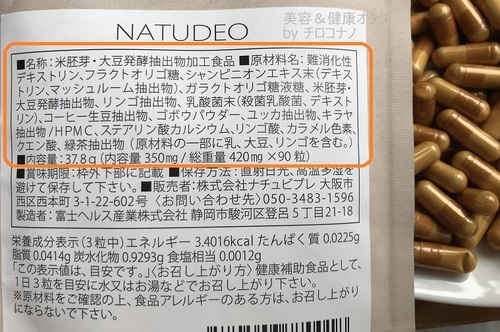 美容&健康オタク
by チロコナノ
NATUDEO
■名称:米胚芽・大豆発酵抽出物加工食品 ■原材料名:難消化性
デキストリン、フラクトオリゴ糖、シャンピニオンエキス末(デキス
トリン、マッシュルーム抽出物)、ガラクトオリゴ糖液糖、米胚芽・
大豆発酵抽出物、リンゴ抽出物、乳酸菌末(殺菌乳酸菌、デキスト
リン)、コーヒー生豆抽出物、ゴボウパウダー、ユッカ抽出物、キラヤ
抽出物/HPMC、ステアリン酸カルシウム、リンゴ酸、カラメル色素、
クエン酸、緑茶抽出物(原材料の一部に乳、大豆、リンゴを含む。)
■内容量:37.8g(内容量350mg/総重量420mg×90粒)
■賞味期限:枠外下部に記載 ■保存方法:直射日光、高温多湿を
避けて保存して下さい。■販売者:株式会社ナチュビプレ 大阪市
西区西本町3-1-22-602号〈お問い合わせ先〉050-3483-1596
製造者:富士ヘルス産業株式会社 静岡市駿河区登呂5丁目21-18
栄養成分表示(3粒中)エネルギー 3.4016kcal たんぱく質 0.0225g
脂質 0.0414g 炭水化物 0.9293g 食塩相当 0.0012g
「この表示値は、目安です。」〈お召し上がり方〉健康補助食品として、
1日3粒を目安に水又はお湯などでお召し上がり下さい。
※原材料をご確認の上、食品アレルギーのある方は、お召し上がり
にならないで下さい。